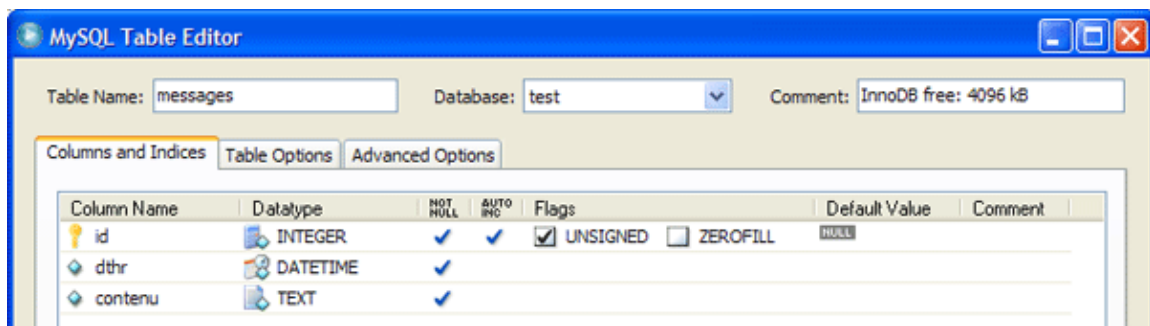 MySQL Table Editor
Table Name: messages Database: test Comment: InnoDB free: 4096 kB
Columns and Indices Table Options Advanced Options
Column Name Datatype NOT NULL AUTO INC Flags Default Value Comment
id INTEGER UNSIGNED ZEROFILL NULL
dthr DATETIME
contenu TEXT